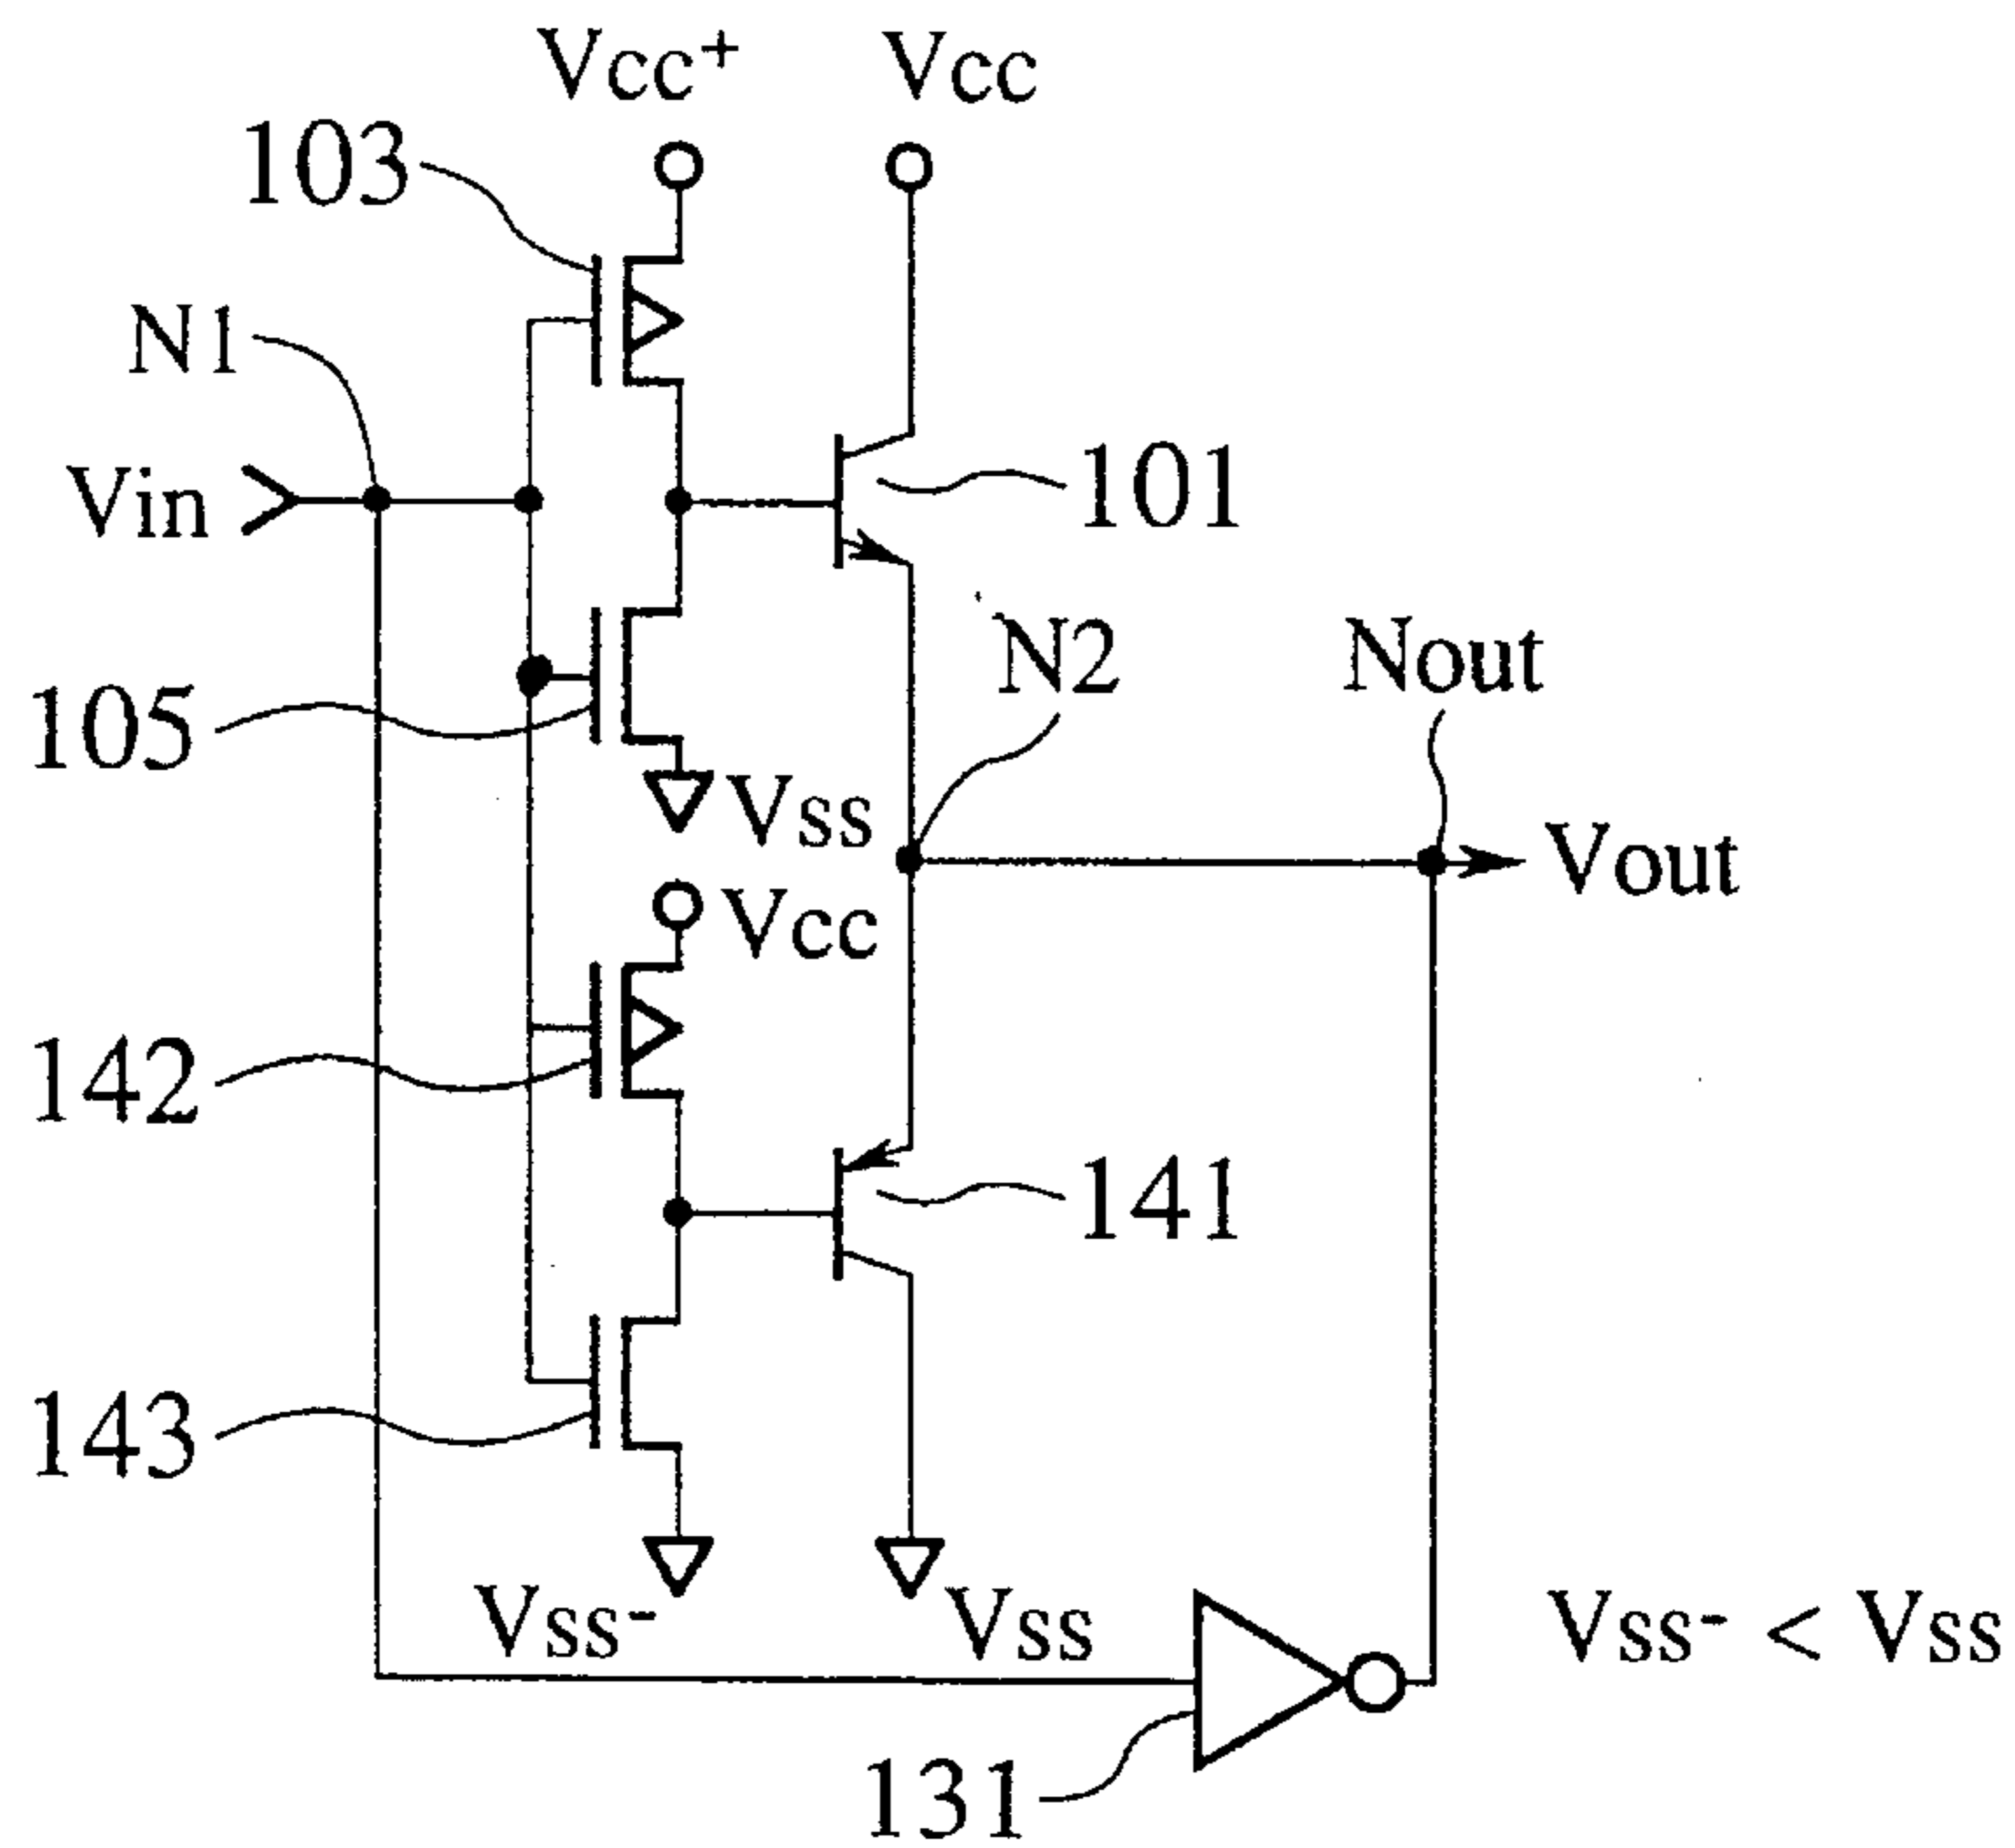 Vcc⁺
Vcc
103
N1
Vin
101
N2
Nout
105
Vss
Vcc
Vout
142
141
143
Vss⁻
Vss
Vss⁻ < Vss
131